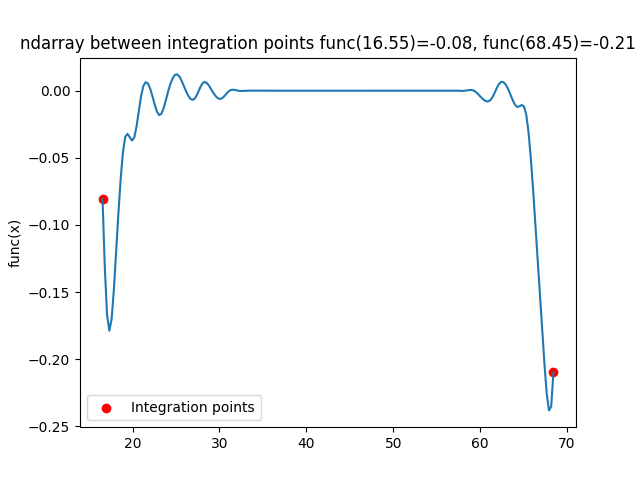 ndarray between integration points func(16.55)=-0.08, func(68.45)=-0.21
0.00
−0.05
−0.10
−0.15
−0.20
−0.25
func(x)
Integration points
20 30 40 50 60 70